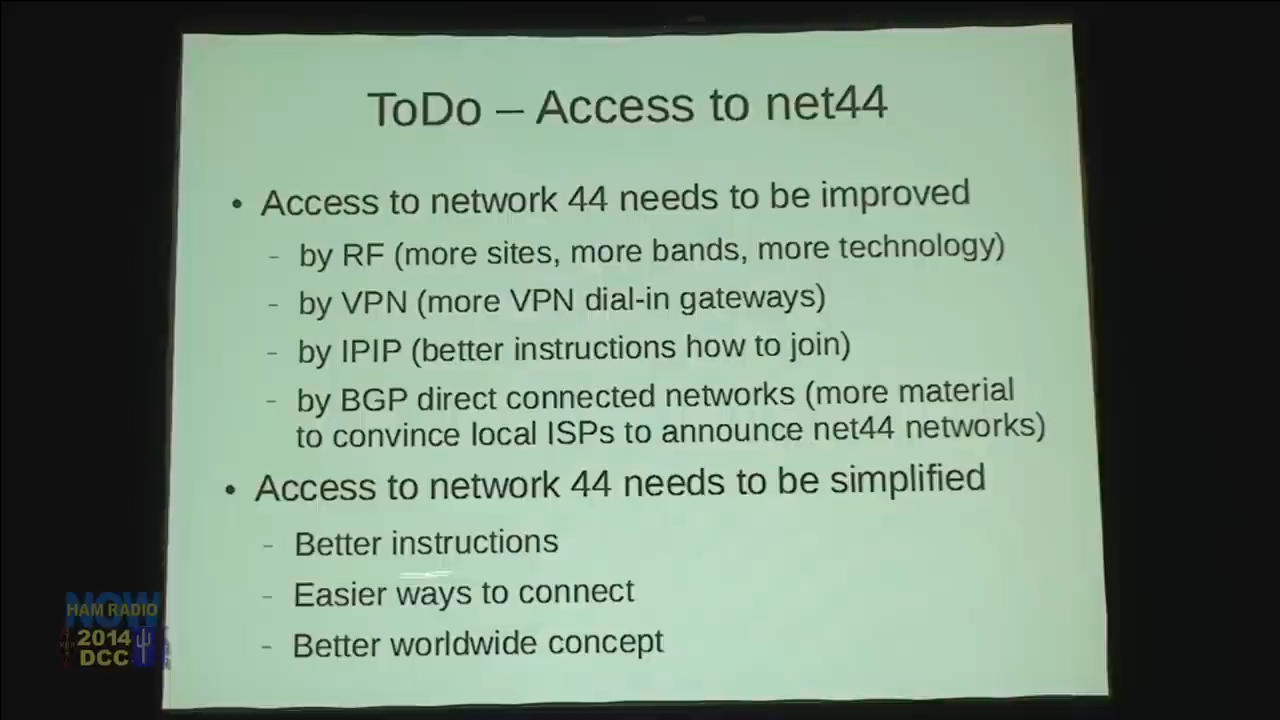 ToDo – Access to net44
• Access to network 44 needs to be improved
- by RF (more sites, more bands, more technology)
- by VPN (more VPN dial-in gateways)
- by IPIP (better instructions how to join)
- by BGP direct connected networks (more material
to convince local ISPs to announce net44 networks)
• Access to network 44 needs to be simplified
- Better instructions
- Easier ways to connect
- Better worldwide concept
NOW
HAM RADIO
2014
DCC